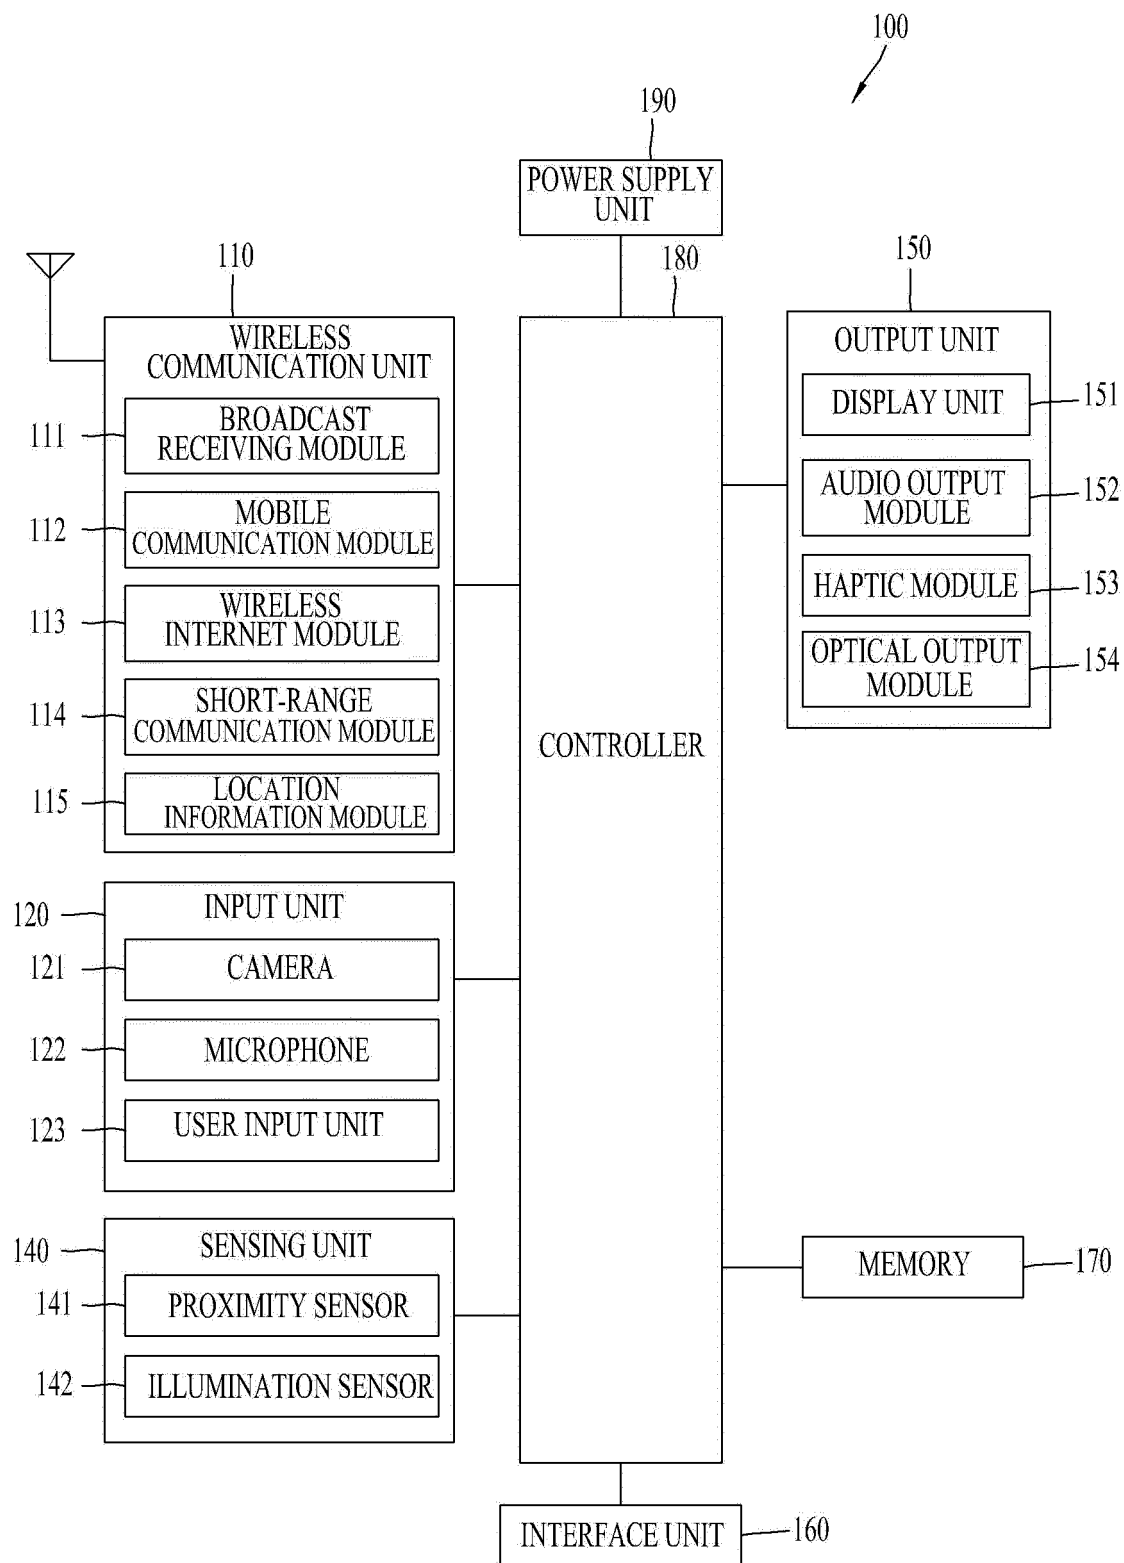 100
190
POWER SUPPLY
UNIT
110
180
150
WIRELESS
COMMUNICATION UNIT
111
BROADCAST
RECEIVING MODULE
112
MOBILE
COMMUNICATION MODULE
113
WIRELESS
INTERNET MODULE
114
SHORT-RANGE
COMMUNICATION MODULE
115
LOCATION
INFORMATION MODULE
120
INPUT UNIT
121
CAMERA
122
MICROPHONE
123
USER INPUT UNIT
140
SENSING UNIT
141
PROXIMITY SENSOR
142
ILLUMINATION SENSOR
CONTROLLER
OUTPUT UNIT
DISPLAY UNIT
151
AUDIO OUTPUT
MODULE
152
HAPTIC MODULE
153
OPTICAL OUTPUT
MODULE
154
MEMORY
170
INTERFACE UNIT
160